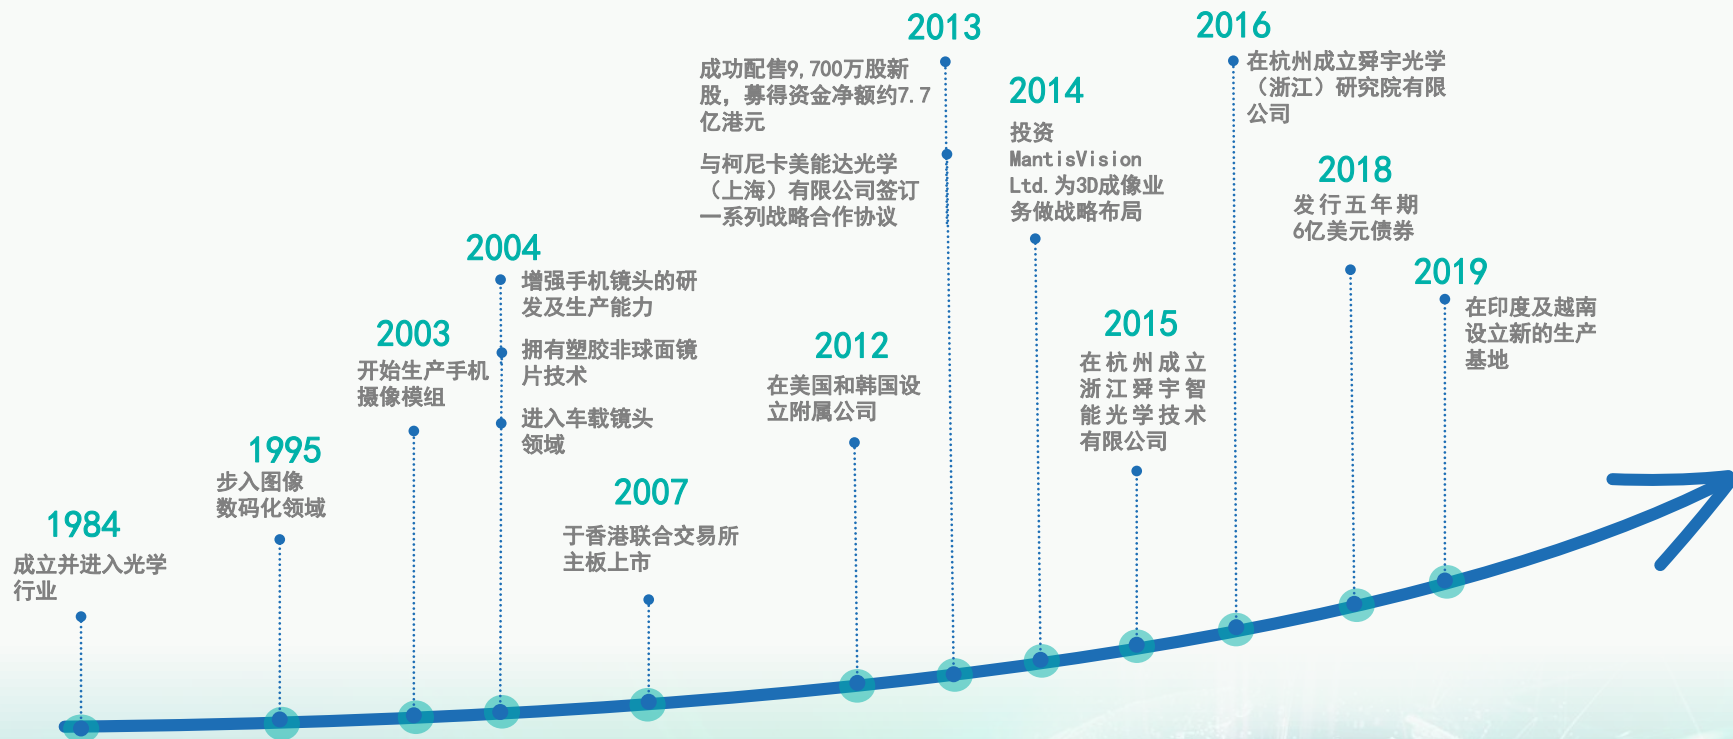 1984
成立并进入光学
行业
1995
步入图像
数码化领域
2003
开始生产手机
摄像模组
2004
增强手机镜头的研
发及生产能力
拥有塑胶非球面镜
片技术
进入车载镜头
领域
2007
于香港联合交易所
主板上市
2012
在美国和韩国设
立附属公司
2013
成功配售9,700万股新
股，募得资金净额约7.7
亿港元
与柯尼卡美能达光学
（上海）有限公司签订
一系列战略合作协议
2014
投资
MantisVision
Ltd.为3D成像业
务做战略布局
2015
在杭州成立
浙江舜宇智
能光学技术
有限公司
2016
在杭州成立舜宇光学
（浙江）研究院有限
公司
2018
发行五年期
6亿美元债券
2019
在印度及越南
设立新的生产
基地